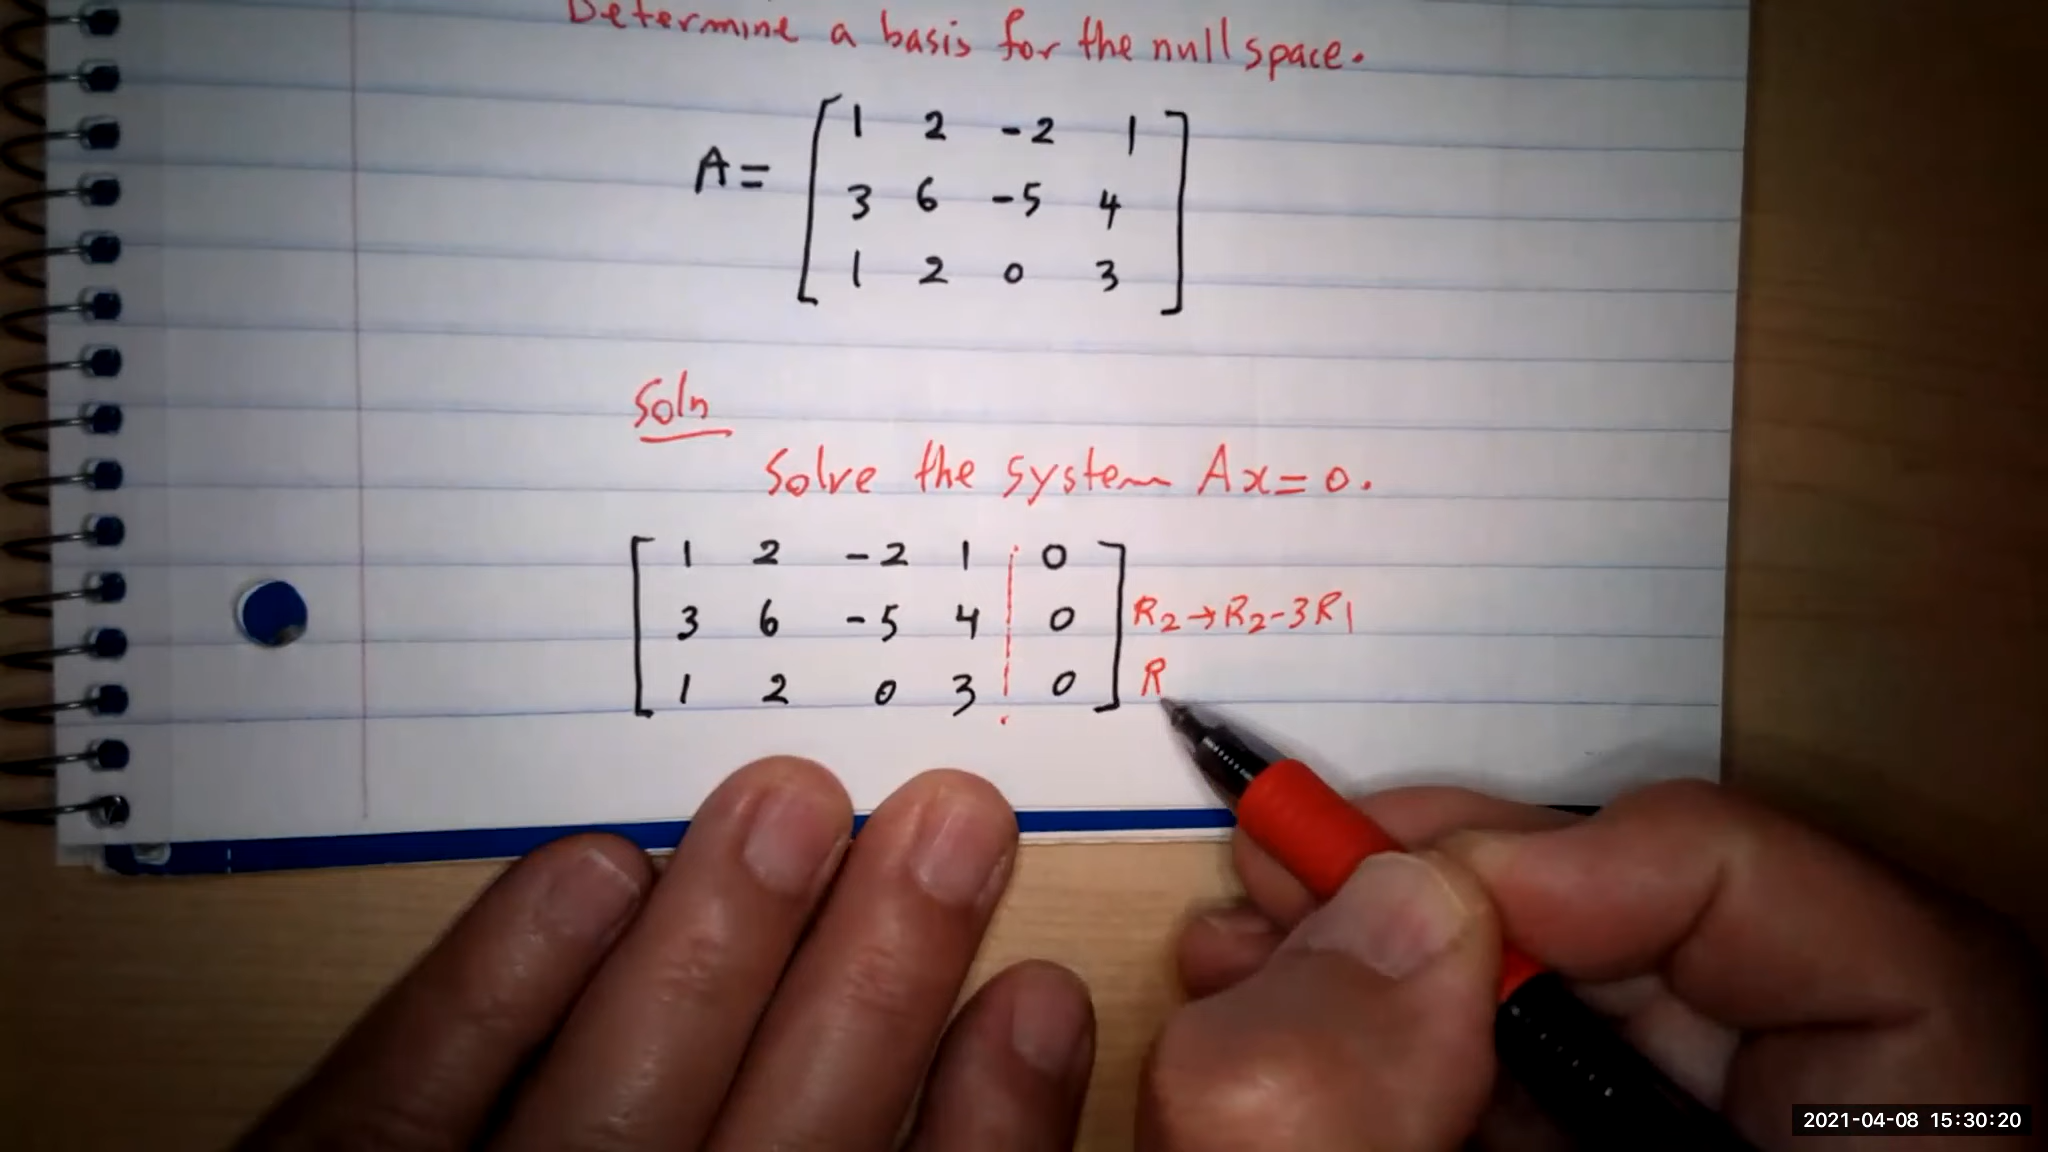 Determine a basis for the null space.
A = [ 1 2 -2 1
3 6 -5 4
1 2 0 3 ]
Soln
Solve the system Ax = 0.
[ 1 2 -2 1 | 0
3 6 -5 4 | 0 R2→R2-3R1
1 2 0 3 | 0 ] R
2021-04-08 15:30:20